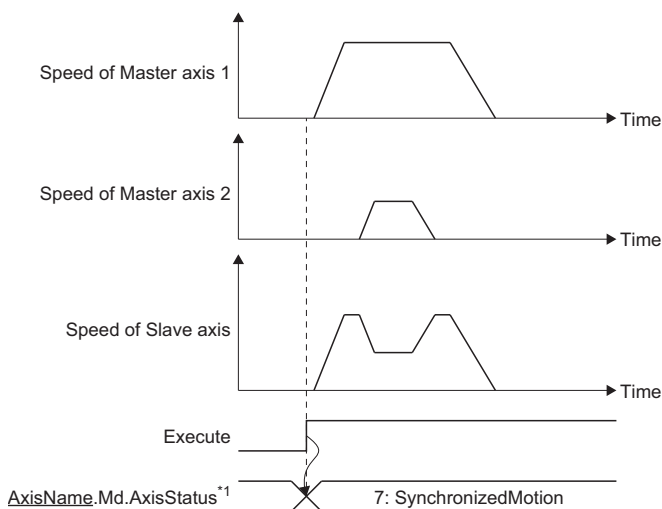 Speed of Master axis 1
Time
Speed of Master axis 2
Time
Speed of Slave axis
Time
Execute
AxisName.Md.AxisStatus*1
7: SynchronizedMotion